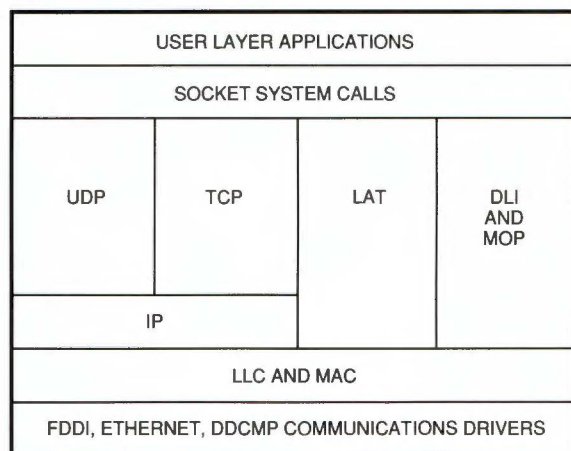 USER LAYER APPLICATIONS
SOCKET SYSTEM CALLS
UDP
TCP
LAT
DLI
AND
MOP
IP
LLC AND MAC
FDDI, ETHERNET, DDCMP COMMUNICATIONS DRIVERS